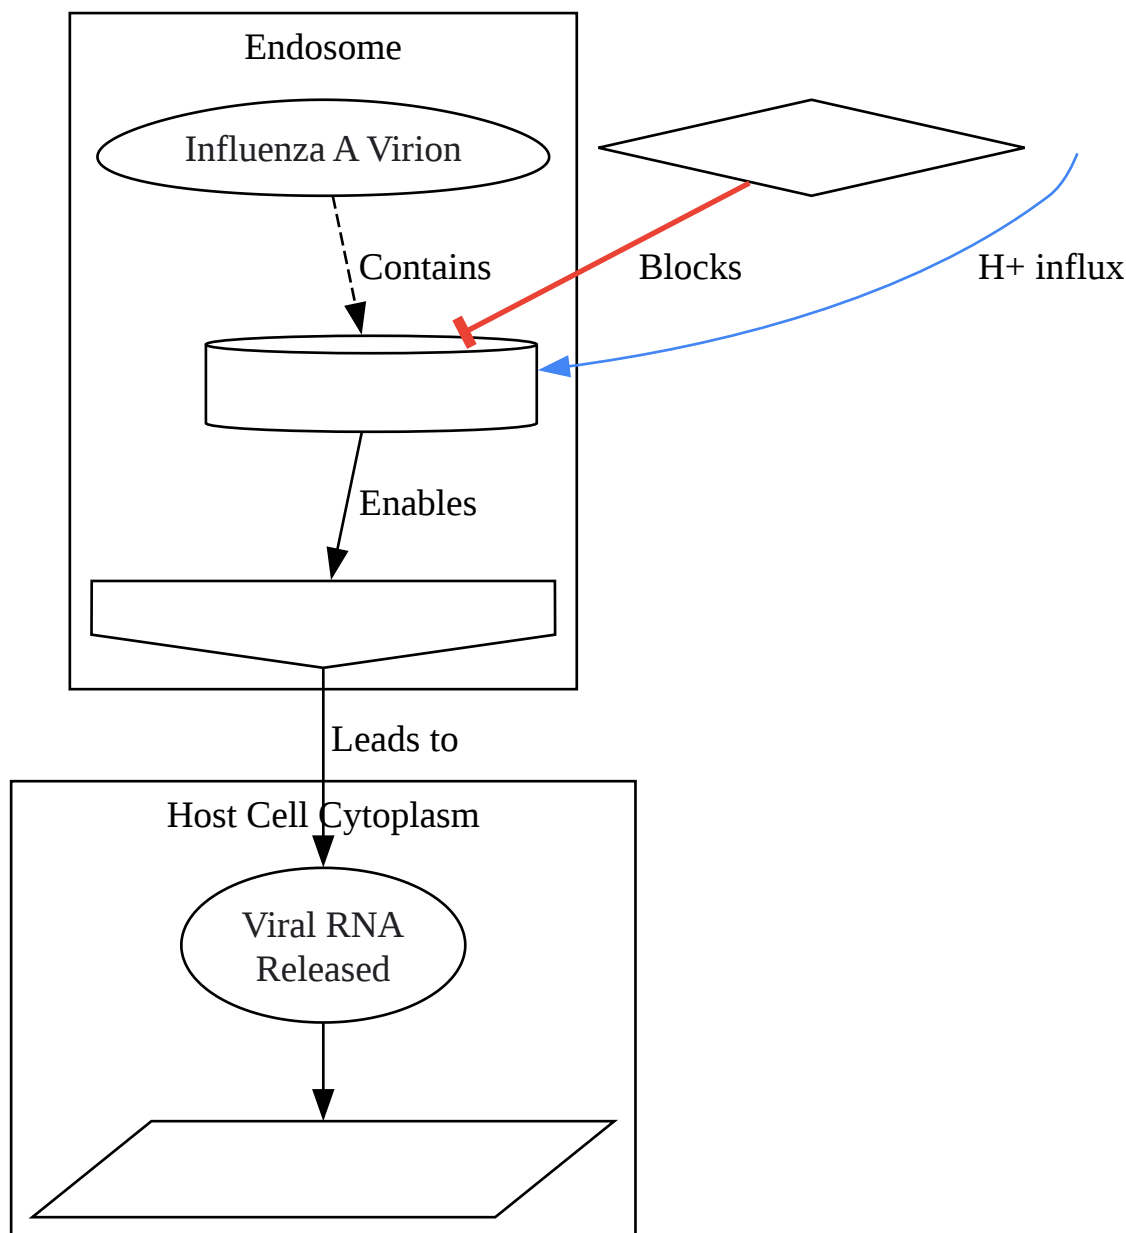 Endosome
Influenza A Virion
Contains
Blocks
H+ influx
Enables
Leads to
Host Cell Cytoplasm
Viral RNA
Released